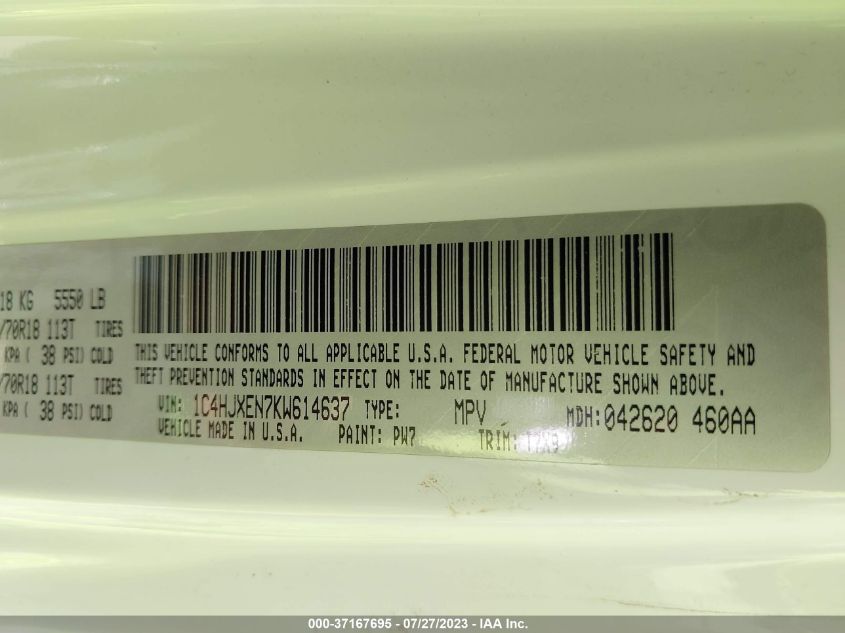 18 KG 5550 LB
/70R18 113T TIRES
KPA ( 38 PSI) COLD
/70R18 113T TIRES
KPA ( 38 PSI) COLD
THIS VEHICLE CONFORMS TO ALL APPLICABLE U.S.A. FEDERAL MOTOR VEHICLE SAFETY AND
THEFT PREVENTION STANDARDS IN EFFECT ON THE DATE OF MANUFACTURE SHOWN ABOVE.
VIN: 1C4HJXEN7KW614637 TYPE: MPV MDH:042620 460AA
VEHICLE MADE IN U.S.A. PAINT: PW7 TRIM:
000-37167695 - 07/27/2023 - IAA Inc.